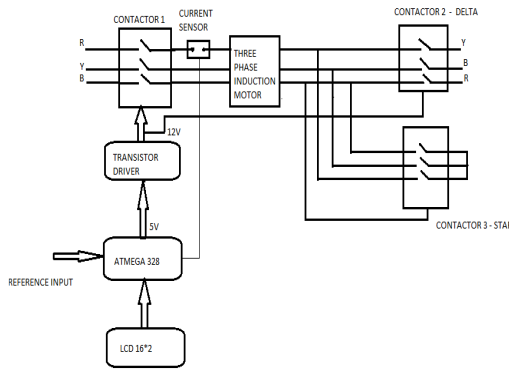 CONTACTOR 1
CURRENT
SENSOR
CONTACTOR 2 - DELTA
R
Y
B
THREE
PHASE
INDUCTION
MOTOR
Y
B
R
12V
TRANSISTOR
DRIVER
5V
CONTACTOR 3 - STAR
ATMEGA 328
REFERENCE INPUT
LCD 16*2